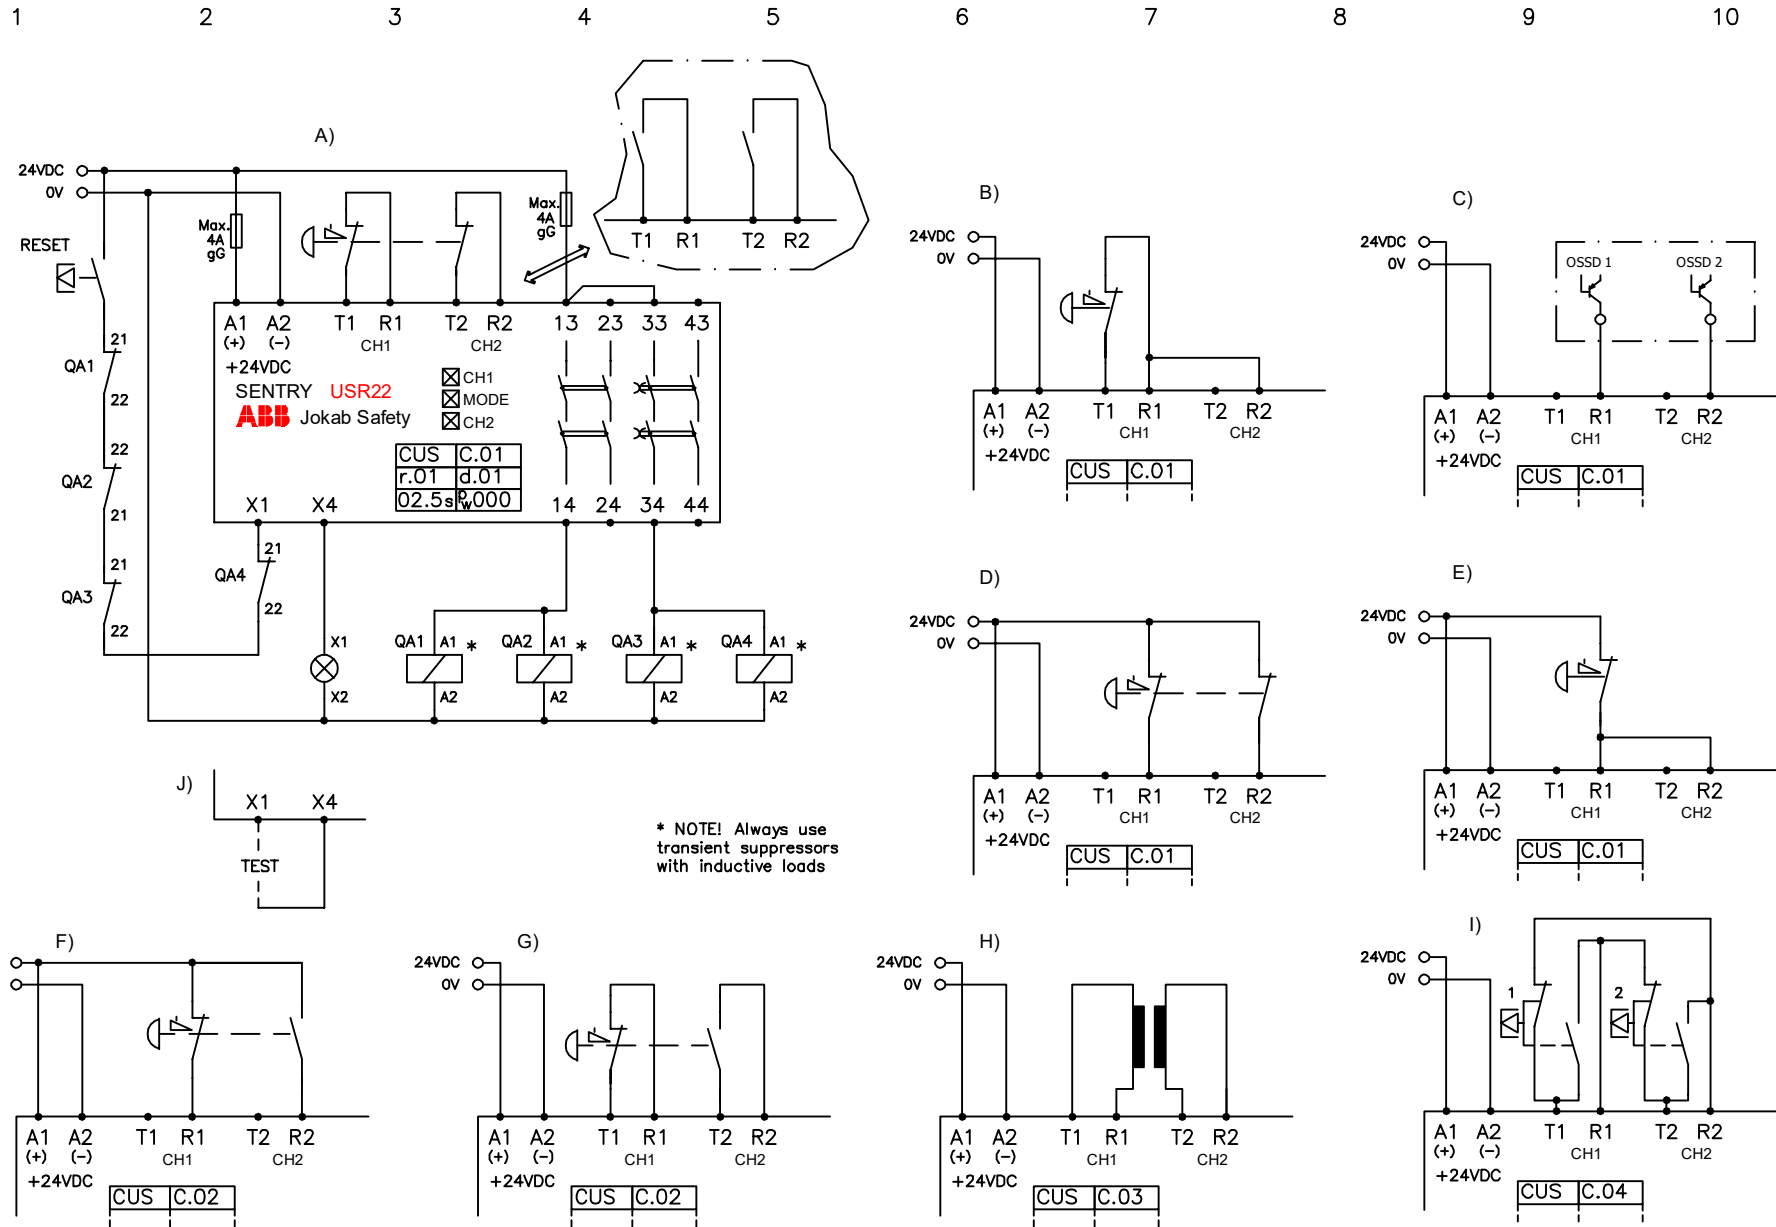 1 2 3 4 5 6 7 8 9 10
A)
24VDC
0V
RESET
Max.
4A
gG
Max.
4A
gG
T1 R1 T2 R2
A1 A2 T1 R1 T2 R2 13 23 33 43
(+) (-) CH1 CH2
+24VDC
SENTRY USR22
ABB Jokab Safety
CH1
MODE
CH2
CUS C.01
r.01 d.01
02.5s Pw000
X1 X4 14 24 34 44
21
QA1
22
22
QA2
21
21
QA3
22
21
QA4
22
X1
X2
QA1 A1 *
A2
QA2 A1 *
A2
QA3 A1 *
A2
QA4 A1 *
A2
B)
24VDC
0V
A1 A2 T1 R1 T2 R2
(+) (-) CH1 CH2
+24VDC
CUS C.01
C)
24VDC
0V
OSSD 1 OSSD 2
A1 A2 T1 R1 T2 R2
(+) (-) CH1 CH2
+24VDC
CUS C.01
D)
24VDC
0V
A1 A2 T1 R1 T2 R2
(+) (-) CH1 CH2
+24VDC
CUS C.01
E)
24VDC
0V
A1 A2 T1 R1 T2 R2
(+) (-) CH1 CH2
+24VDC
CUS C.01
J)
X1 X4
TEST
* NOTE! Always use
transient suppressors
with inductive loads
F)
A1 A2 T1 R1 T2 R2
(+) (-) CH1 CH2
+24VDC
CUS C.02
G)
24VDC
0V
A1 A2 T1 R1 T2 R2
(+) (-) CH1 CH2
+24VDC
CUS C.02
H)
24VDC
0V
A1 A2 T1 R1 T2 R2
(+) (-) CH1 CH2
+24VDC
CUS C.03
I)
24VDC
0V
1 2
A1 A2 T1 R1 T2 R2
(+) (-) CH1 CH2
+24VDC
CUS C.04